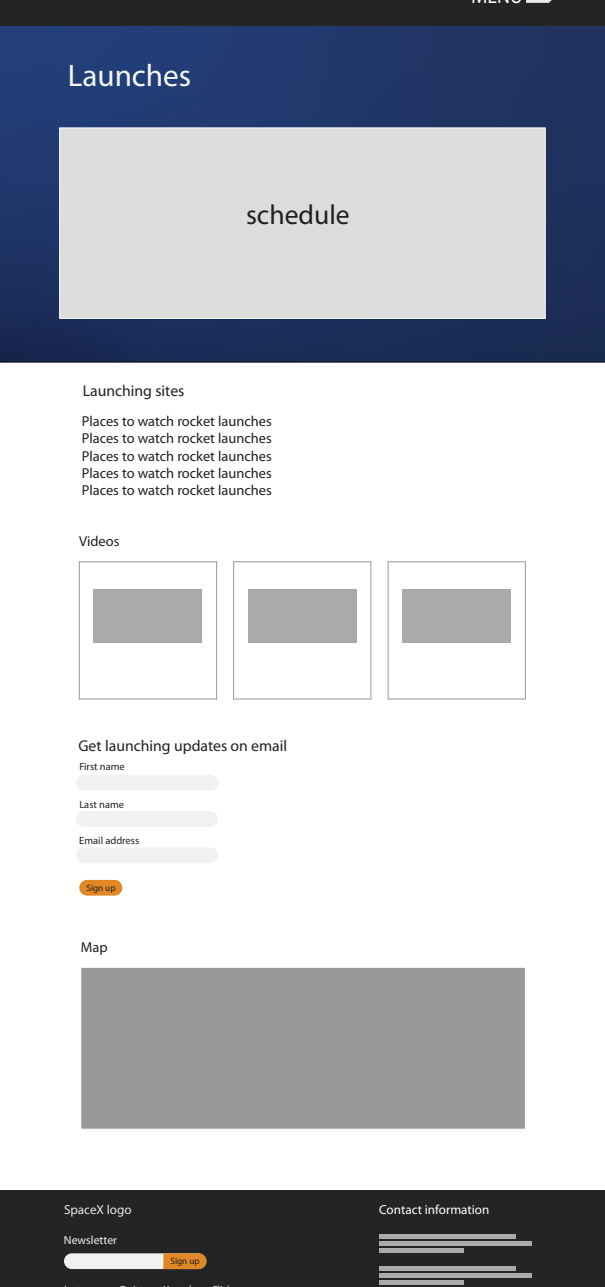 MENU
Launches
schedule
Launching sites
Places to watch rocket launches
Places to watch rocket launches
Places to watch rocket launches
Places to watch rocket launches
Places to watch rocket launches
Videos
Get launching updates on email
First name
Last name
Email address
Sign up
Map
SpaceX logo
Contact information
Newsletter
Sign up